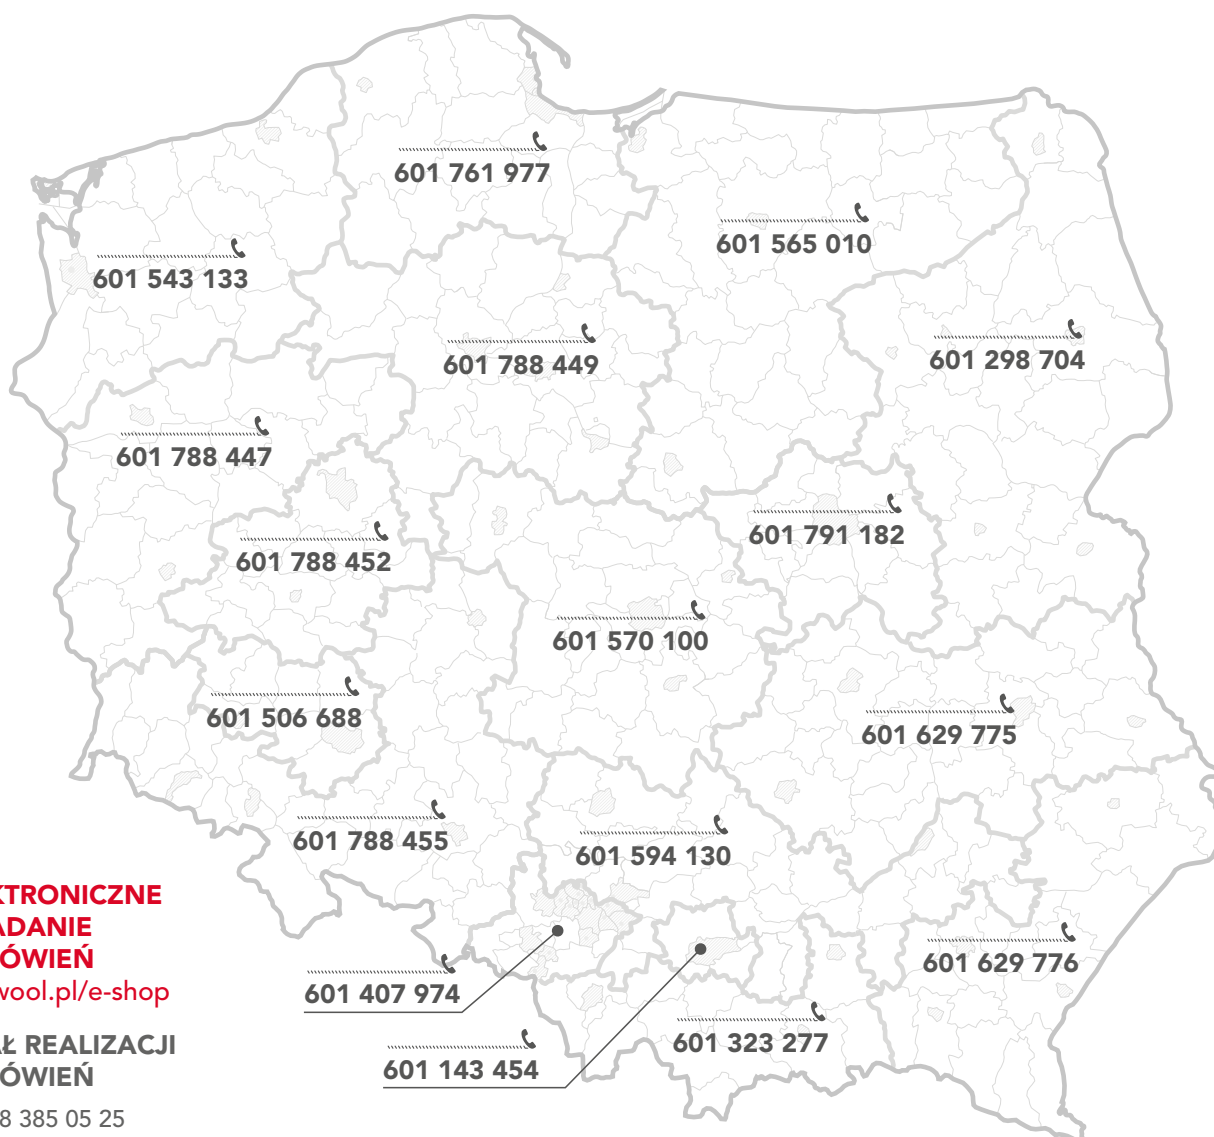 601 761 977
601 565 010
601 543 133
601 788 449
601 298 704
601 788 447
601 791 182
601 788 452
601 570 100
601 506 688
601 629 775
601 788 455
601 594 130
601 629 776
601 407 974
601 323 277
601 143 454
KTRONICZNE
ADANIE
ÓWIEŃ
wool.pl/e-shop
AŁ REALIZACJI
ÓWIEŃ
8 385 05 25